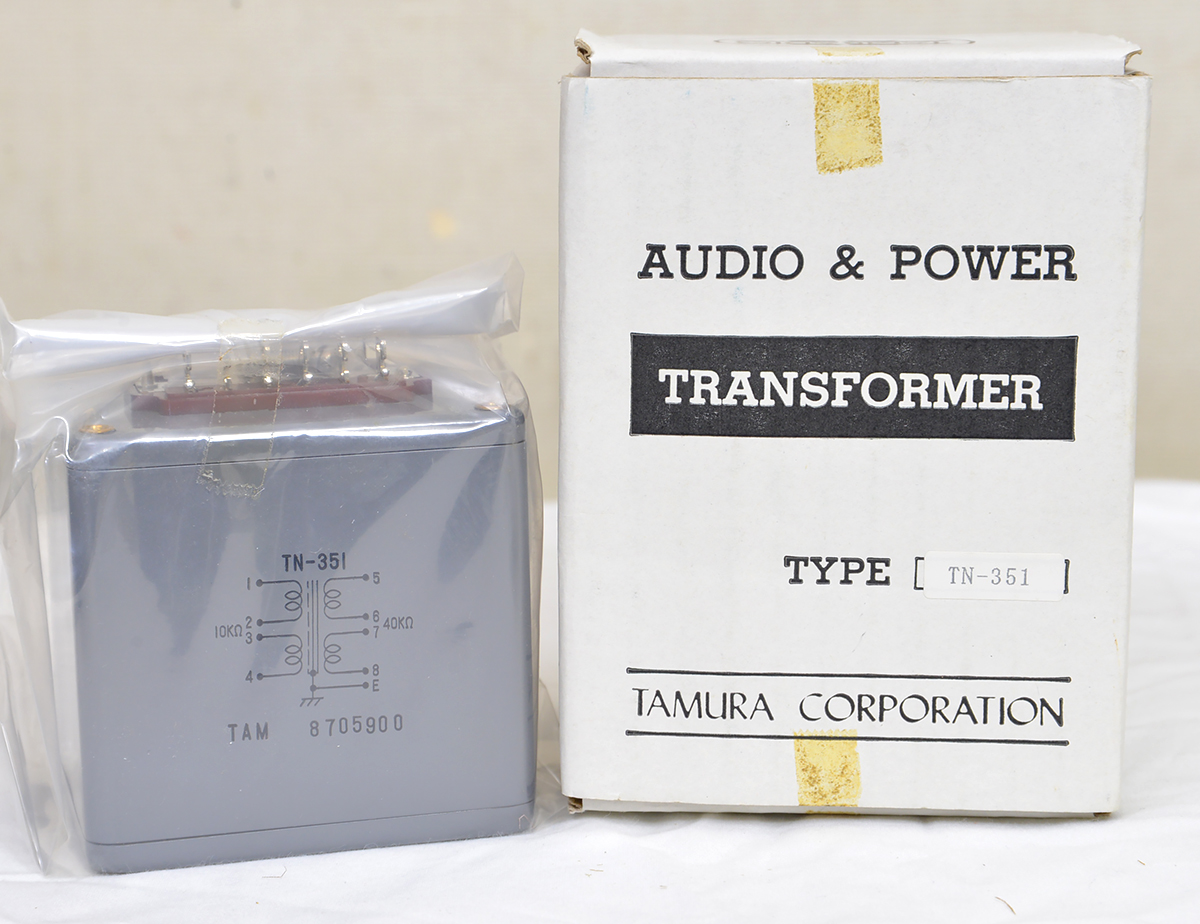 TN-351
1
5
2
6
10KΩ
40KΩ
3
7
4
8
E
TAM 8705900
AUDIO & POWER
TRANSFORMER
TYPE [TN-351]
TAMURA CORPORATION